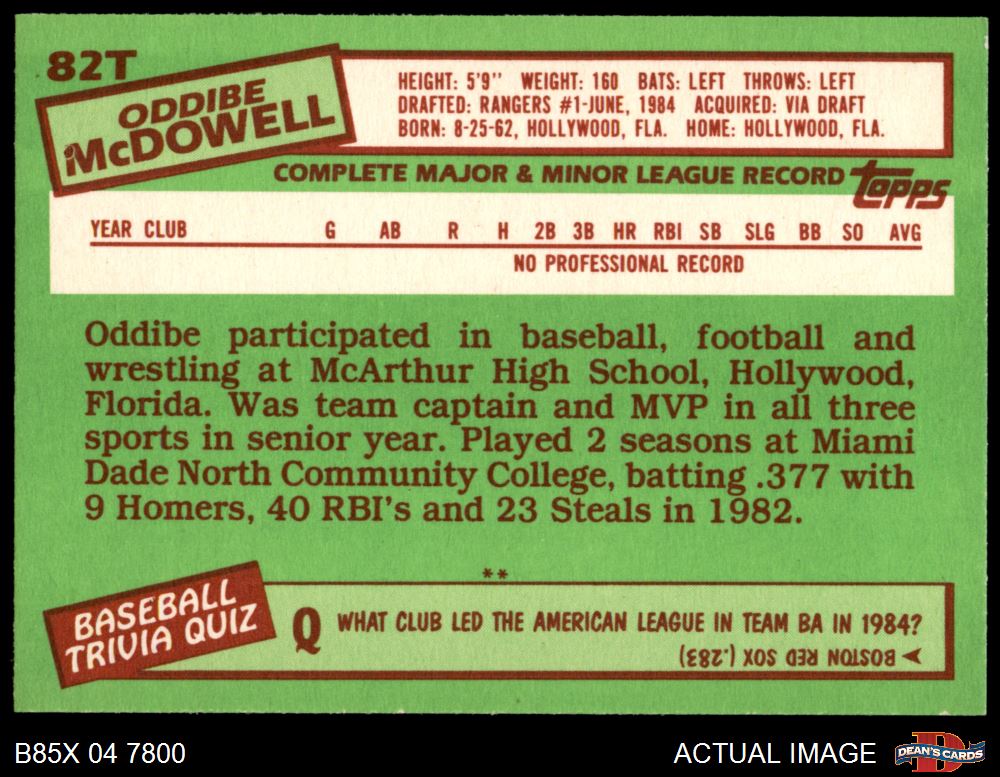 82T
ODDIBE
McDOWELL
HEIGHT: 5'9" WEIGHT: 160 BATS: LEFT THROWS: LEFT
DRAFTED: RANGERS #1-JUNE, 1984 ACQUIRED: VIA DRAFT
BORN: 8-25-62, HOLLYWOOD, FLA. HOME: HOLLYWOOD, FLA.
COMPLETE MAJOR & MINOR LEAGUE RECORD topps
YEAR CLUB G AB R H 2B 3B HR RBI SB SLG BB SO AVG
NO PROFESSIONAL RECORD
Oddibe participated in baseball, football and
wrestling at McArthur High School, Hollywood,
Florida. Was team captain and MVP in all three
sports in senior year. Played 2 seasons at Miami
Dade North Community College, batting .377 with
9 Homers, 40 RBI's and 23 Steals in 1982.
**
BASEBALL
TRIVIA QUIZ
Q WHAT CLUB LED THE AMERICAN LEAGUE IN TEAM BA IN 1984?
BOSTON RED SOX (.283)
B85X 04 7800 ACTUAL IMAGE DEAN'S CARDS